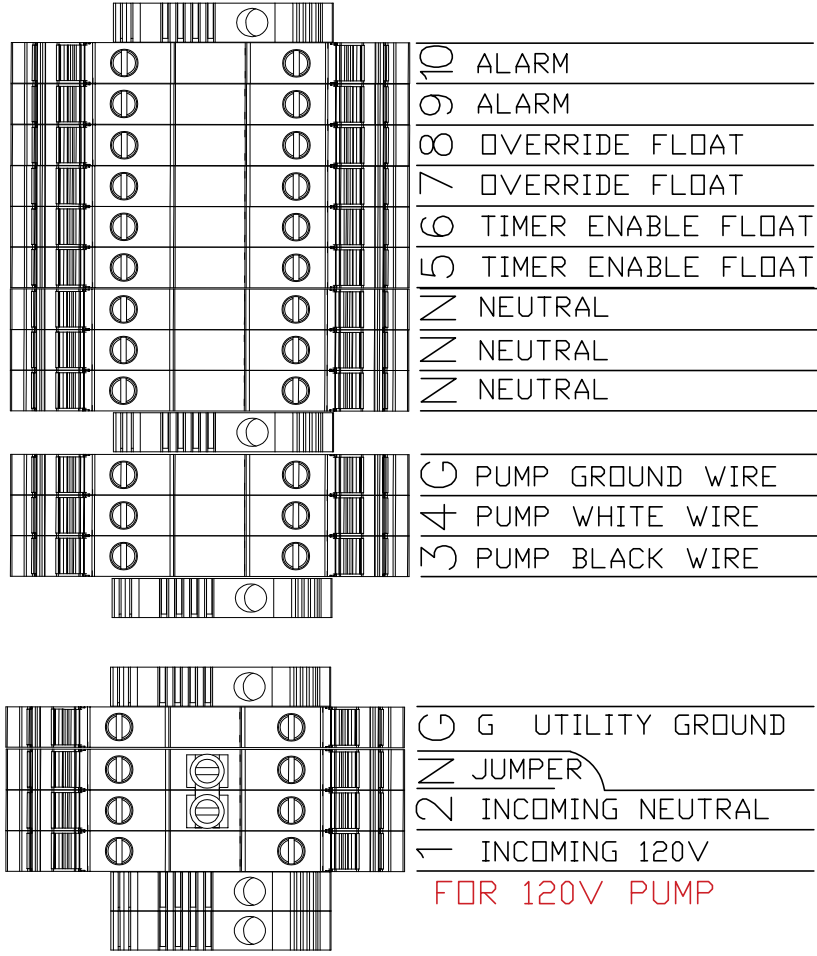 10 ALARM
9 ALARM
8 OVERRIDE FLOAT
7 OVERRIDE FLOAT
6 TIMER ENABLE FLOAT
5 TIMER ENABLE FLOAT
N NEUTRAL
N NEUTRAL
N NEUTRAL
G PUMP GROUND WIRE
4 PUMP WHITE WIRE
3 PUMP BLACK WIRE
G G UTILITY GROUND
N JUMPER
2 INCOMING NEUTRAL
1 INCOMING 120V
FOR 120V PUMP